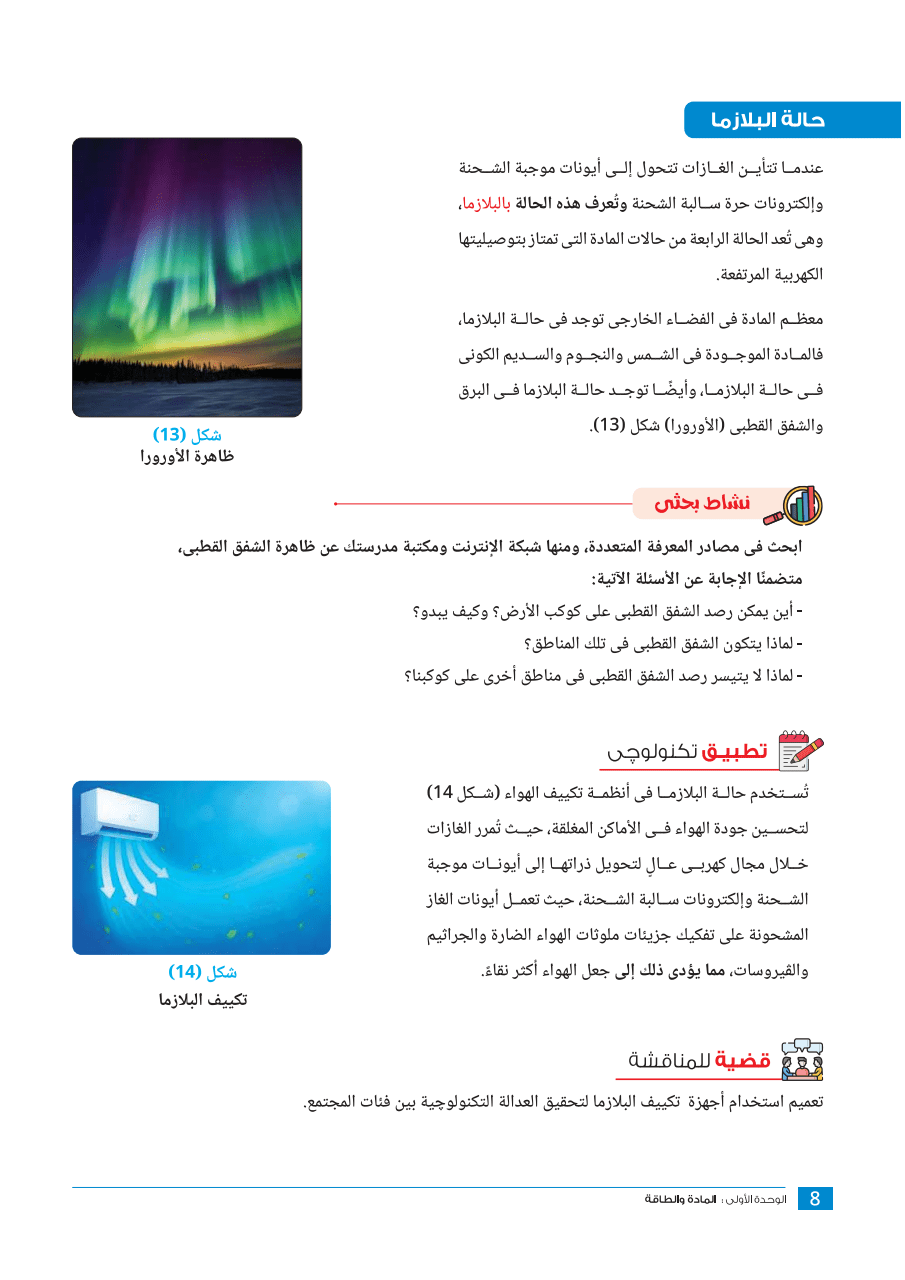 حالة البلازما
عندما تتأين الغازات تتحول إلى أيونات موجبة الشحنة
وإلكترونات حرة سالبة الشحنة وتُعرف هذه الحالة بالبلازما،
وهى تُعد الحالة الرابعة من حالات المادة التى تمتاز بتوصيليتها
الكهربية المرتفعة.
معظم المادة فى الفضاء الخارجى توجد فى حالة البلازما،
فالمادة الموجودة فى الشمس والنجوم والسديم الكونى
فى حالة البلازما، وأيضًا توجد حالة البلازما فى البرق
والشفق القطبى (الأورورا) شكل (13).
شكل (13)
ظاهرة الأورورا
نشاط بحثى
ابحث فى مصادر المعرفة المتعددة، ومنها شبكة الإنترنت ومكتبة مدرستك عن ظاهرة الشفق القطبى،
متضمنًا الإجابة عن الأسئلة الآتية:
- أين يمكن رصد الشفق القطبى على كوكب الأرض؟ وكيف يبدو؟
- لماذا يتكون الشفق القطبى فى تلك المناطق؟
- لماذا لا يتيسر رصد الشفق القطبى فى مناطق أخرى على كوكبنا؟
تطبيق تكنولوچى
تُستخدم حالة البلازما فى أنظمة تكييف الهواء (شكل 14)
لتحسين جودة الهواء فى الأماكن المغلقة، حيث تُمرر الغازات
خلال مجال كهربى عالٍ لتحويل ذراتها إلى أيونات موجبة
الشحنة وإلكترونات سالبة الشحنة، حيث تعمل أيونات الغاز
المشحونة على تفكيك جزيئات ملوثات الهواء الضارة والجراثيم
والڤيروسات، مما يؤدى ذلك إلى جعل الهواء أكثر نقاءً.
شكل (14)
تكييف البلازما
قضية للمناقشة
تعميم استخدام أجهزة تكييف البلازما لتحقيق العدالة التكنولوچية بين فئات المجتمع.
8 الوحدة الأولى : المادة والطاقة